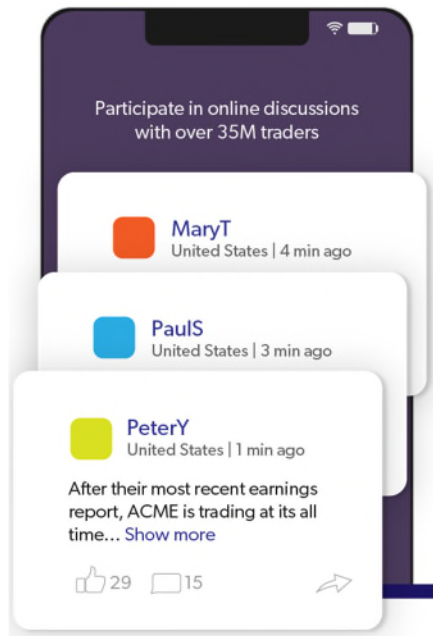 Participate in online discussions
with over 35M traders
MaryT
United States | 4 min ago
PaulS
United States | 3 min ago
PeterY
United States | 1 min ago
After their most recent earnings
report, ACME is trading at its all
time... Show more
29 15